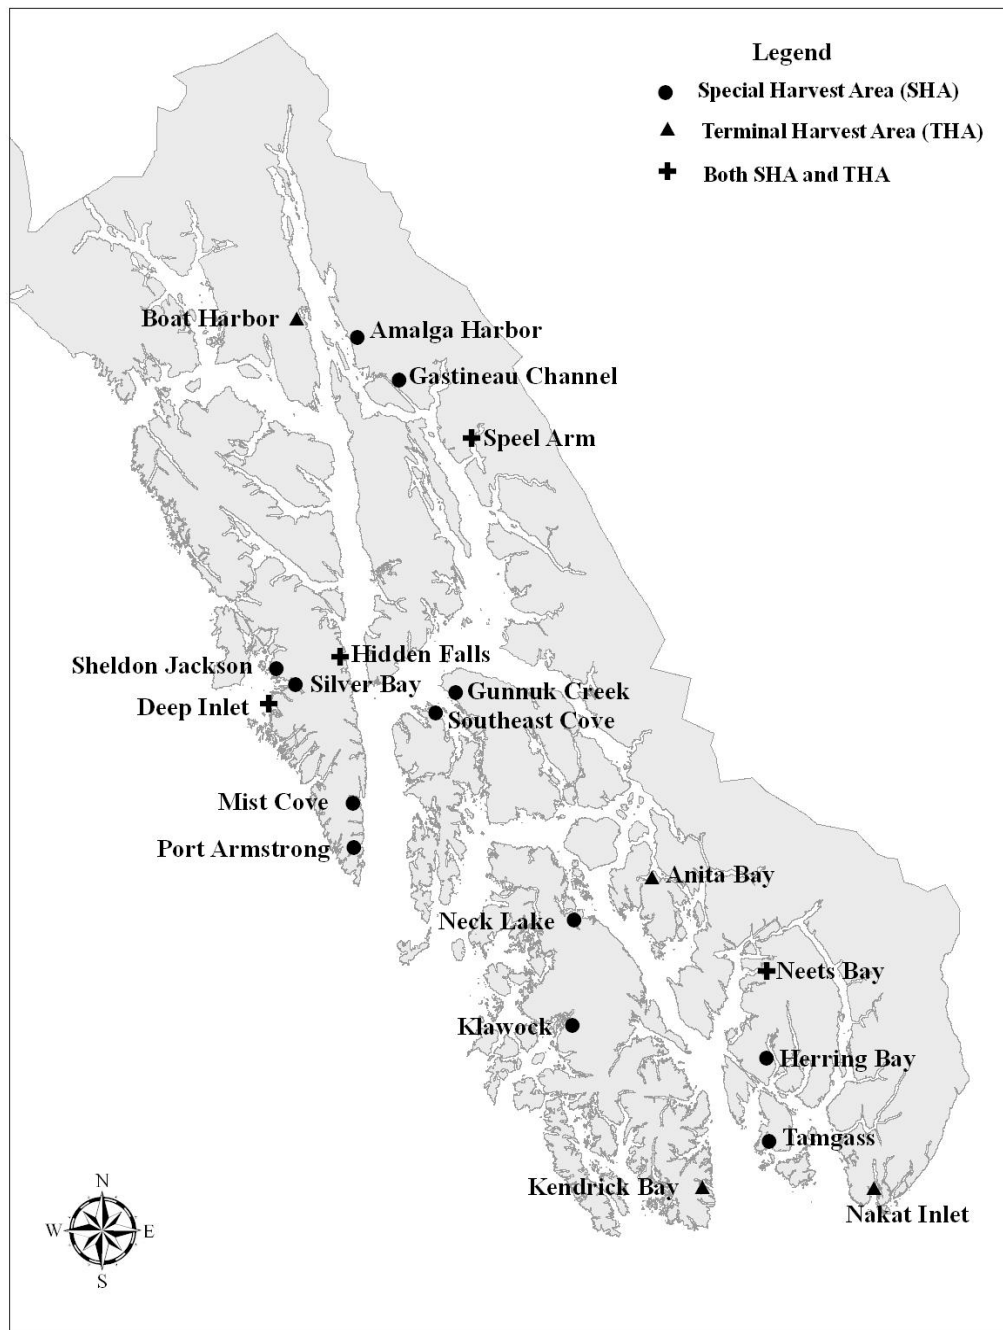 Legend
Special Harvest Area (SHA)
Terminal Harvest Area (THA)
Both SHA and THA
Boat Harbor
Amalga Harbor
Gastineau Channel
Speel Arm
Hidden Falls
Sheldon Jackson
Silver Bay
Gunnuk Creek
Deep Inlet
Southeast Cove
Mist Cove
Port Armstrong
Anita Bay
Neck Lake
Neets Bay
Klawock
Herring Bay
Tamgass
Kendrick Bay
Nakat Inlet
N
W
E
S